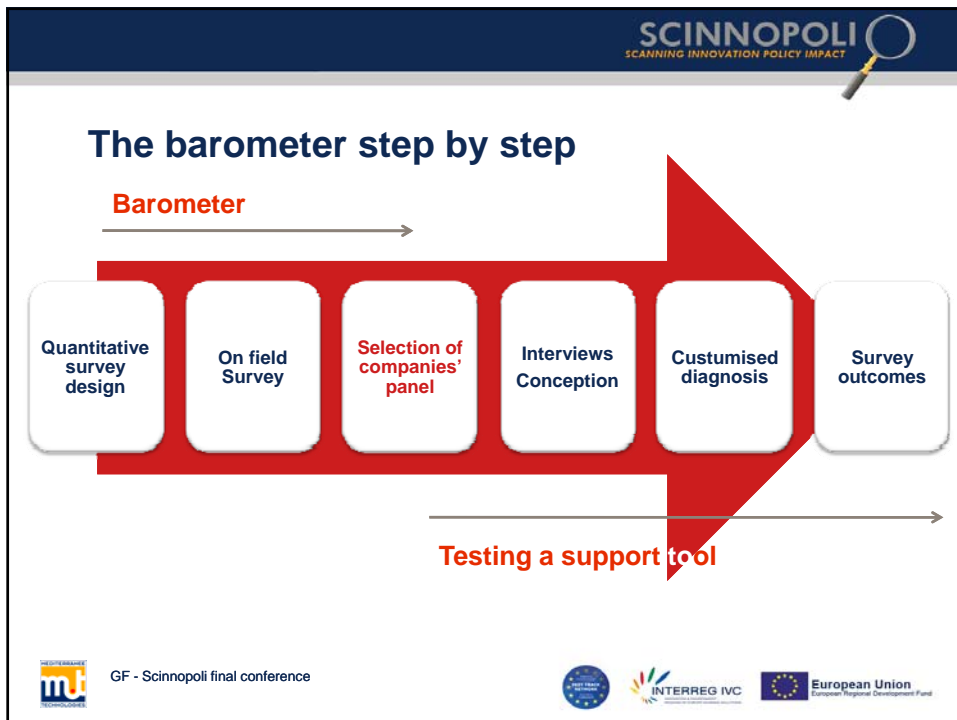 SCINNOPOLI
SCANNING INNOVATION POLICY IMPACT
The barometer step by step
Barometer
Quantitative
survey
design
On field
Survey
Selection of
companies’
panel
Interviews
Conception
Custumised
diagnosis
Survey
outcomes
Testing a support tool
MEDITERRANEE
TECHNOLOGIES
GF - Scinnopoli final conference
INTERREG IVC
European Union
European Regional Development Fund